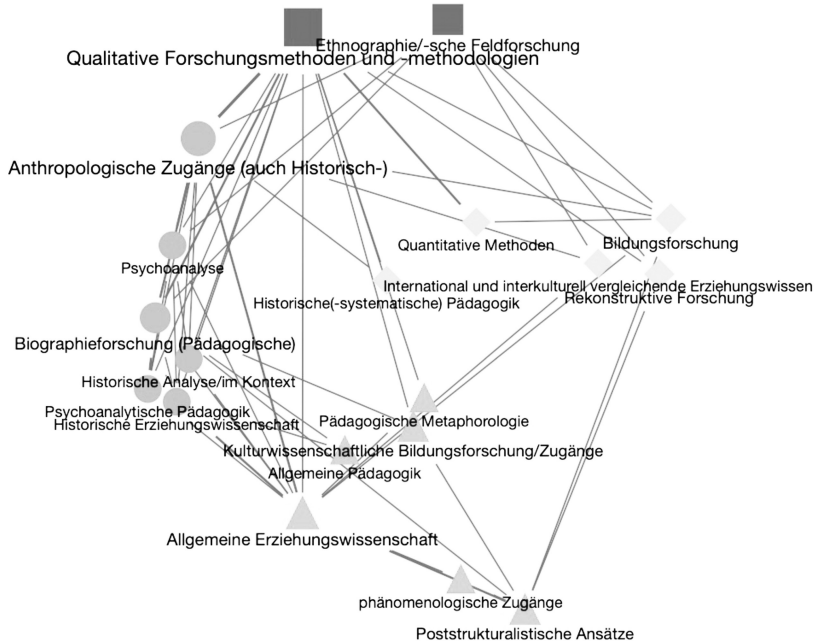 Ethnographie/-sche Feldforschung
Qualitative Forschungsmethoden und -methodologien
Anthropologische Zugänge (auch Historisch-)
Quantitative Methoden
Bildungsforschung
Psychoanalyse
International und interkulturell vergleichende Erziehungswissen
Rekonstruktive Forschung
Historische(-systematische) Pädagogik
Biographieforschung (Pädagogische)
Historische Analyse/im Kontext
Psychoanalytische Pädagogik
Historische Erziehungswissenschaft
Pädagogische Metaphorologie
Kulturwissenschaftliche Bildungsforschung/Zugänge
Allgemeine Pädagogik
Allgemeine Erziehungswissenschaft
phänomenologische Zugänge
Poststrukturalistische Ansätze